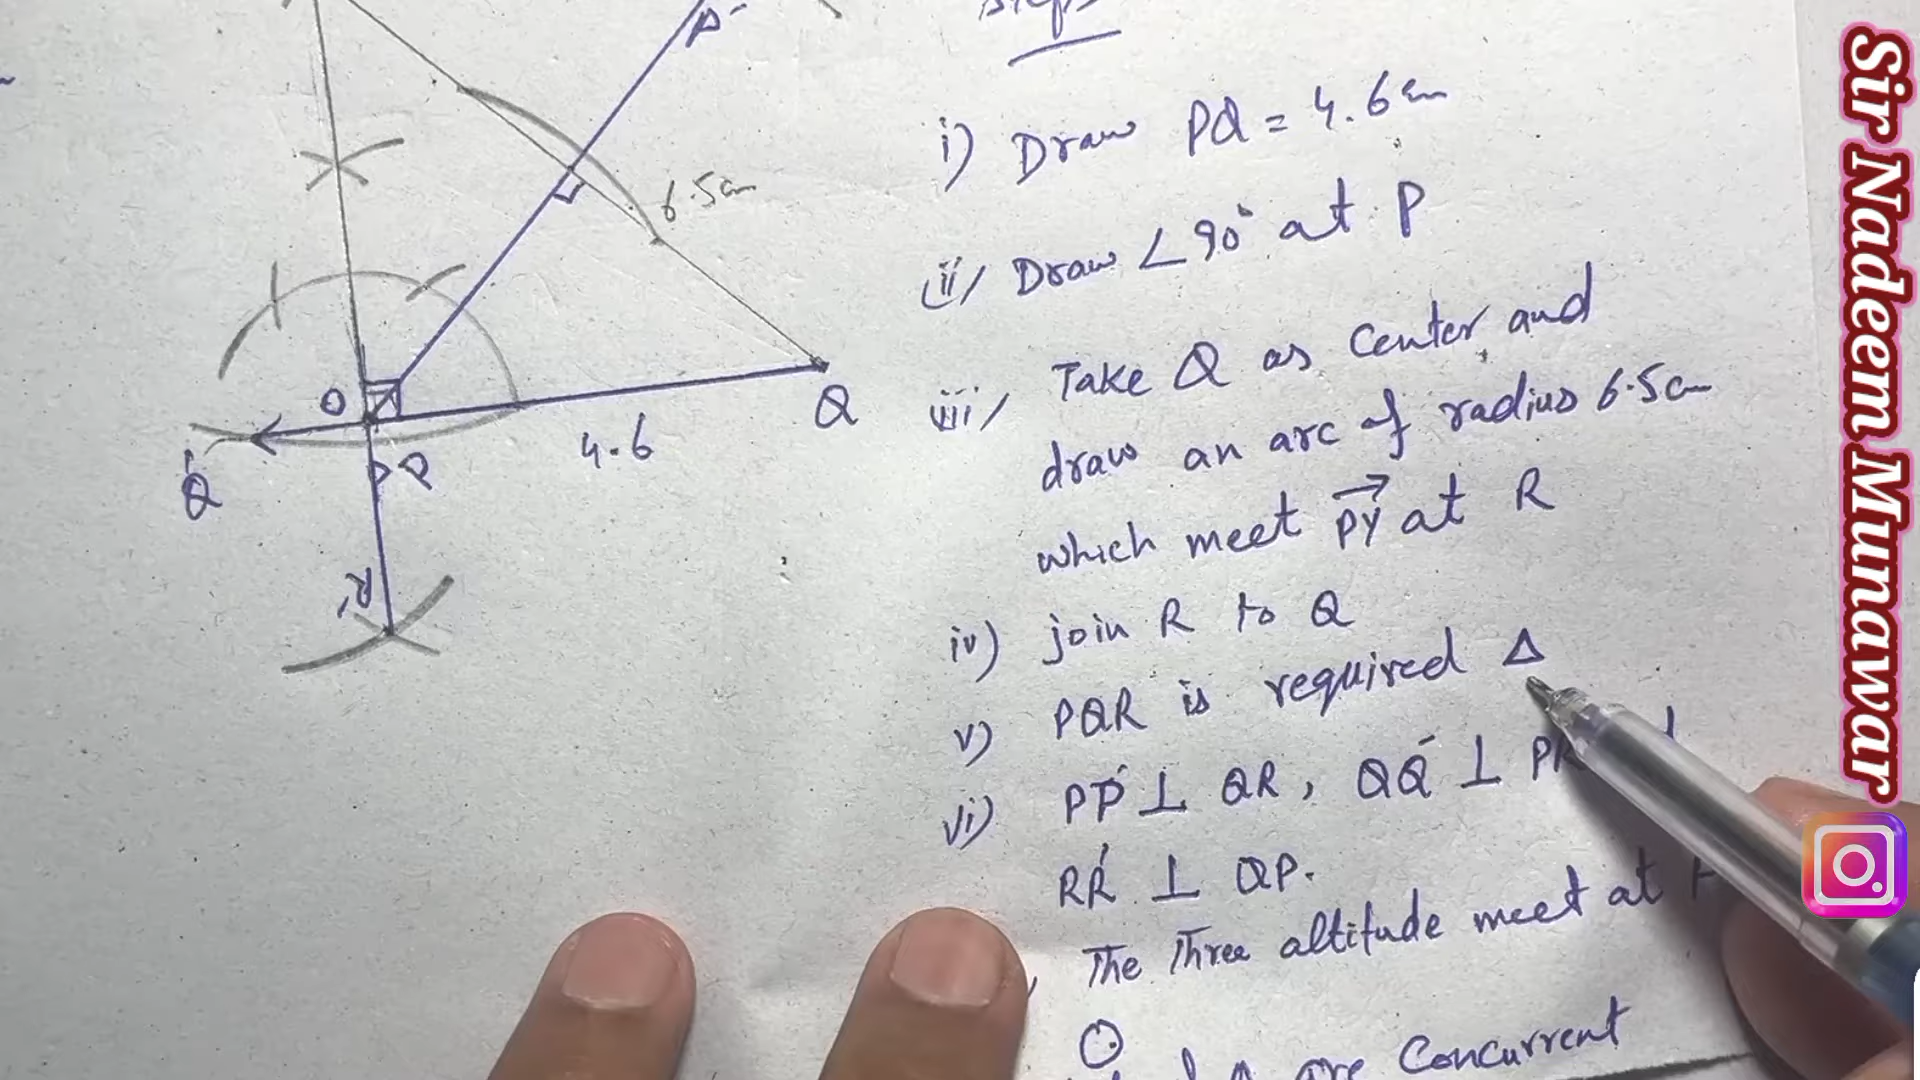 Steps
i) Draw PQ = 4.6cm
ii/ Draw ∠90° at P
iii/ Take Q as Center and
draw an arc of radius 6.5cm
which meet PY at R
iv) join R to Q
v) PQR is required Δ
vi) PP' ⊥ QR, QQ' ⊥ PR
RR' ⊥ QP.
The Three altitude meet at
O
are Concurrent
P'
6.5cm
O
Q
4.6
Q'
P
R'
Sir Nadeem Munawar